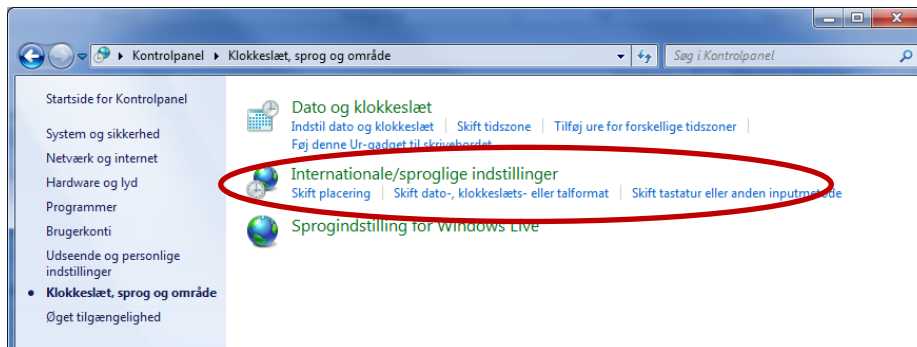 Kontrolpanel Klokkeslæt, sprog og område Søg i Kontrolpanel
Startside for Kontrolpanel
System og sikkerhed
Netværk og internet
Hardware og lyd
Programmer
Brugerkonti
Udseende og personlige
indstillinger
Klokkeslæt, sprog og område
Øget tilgængelighed
Dato og klokkeslæt
Indstil dato og klokkeslæt Skift tidszone Tilføj ure for forskellige tidszoner
Føj denne Ur-gadget til skrivebordet
Internationale/sproglige indstillinger
Skift placering Skift dato-, klokkeslæts- eller talformat Skift tastatur eller anden inputmetode
Sprogindstilling for Windows Live